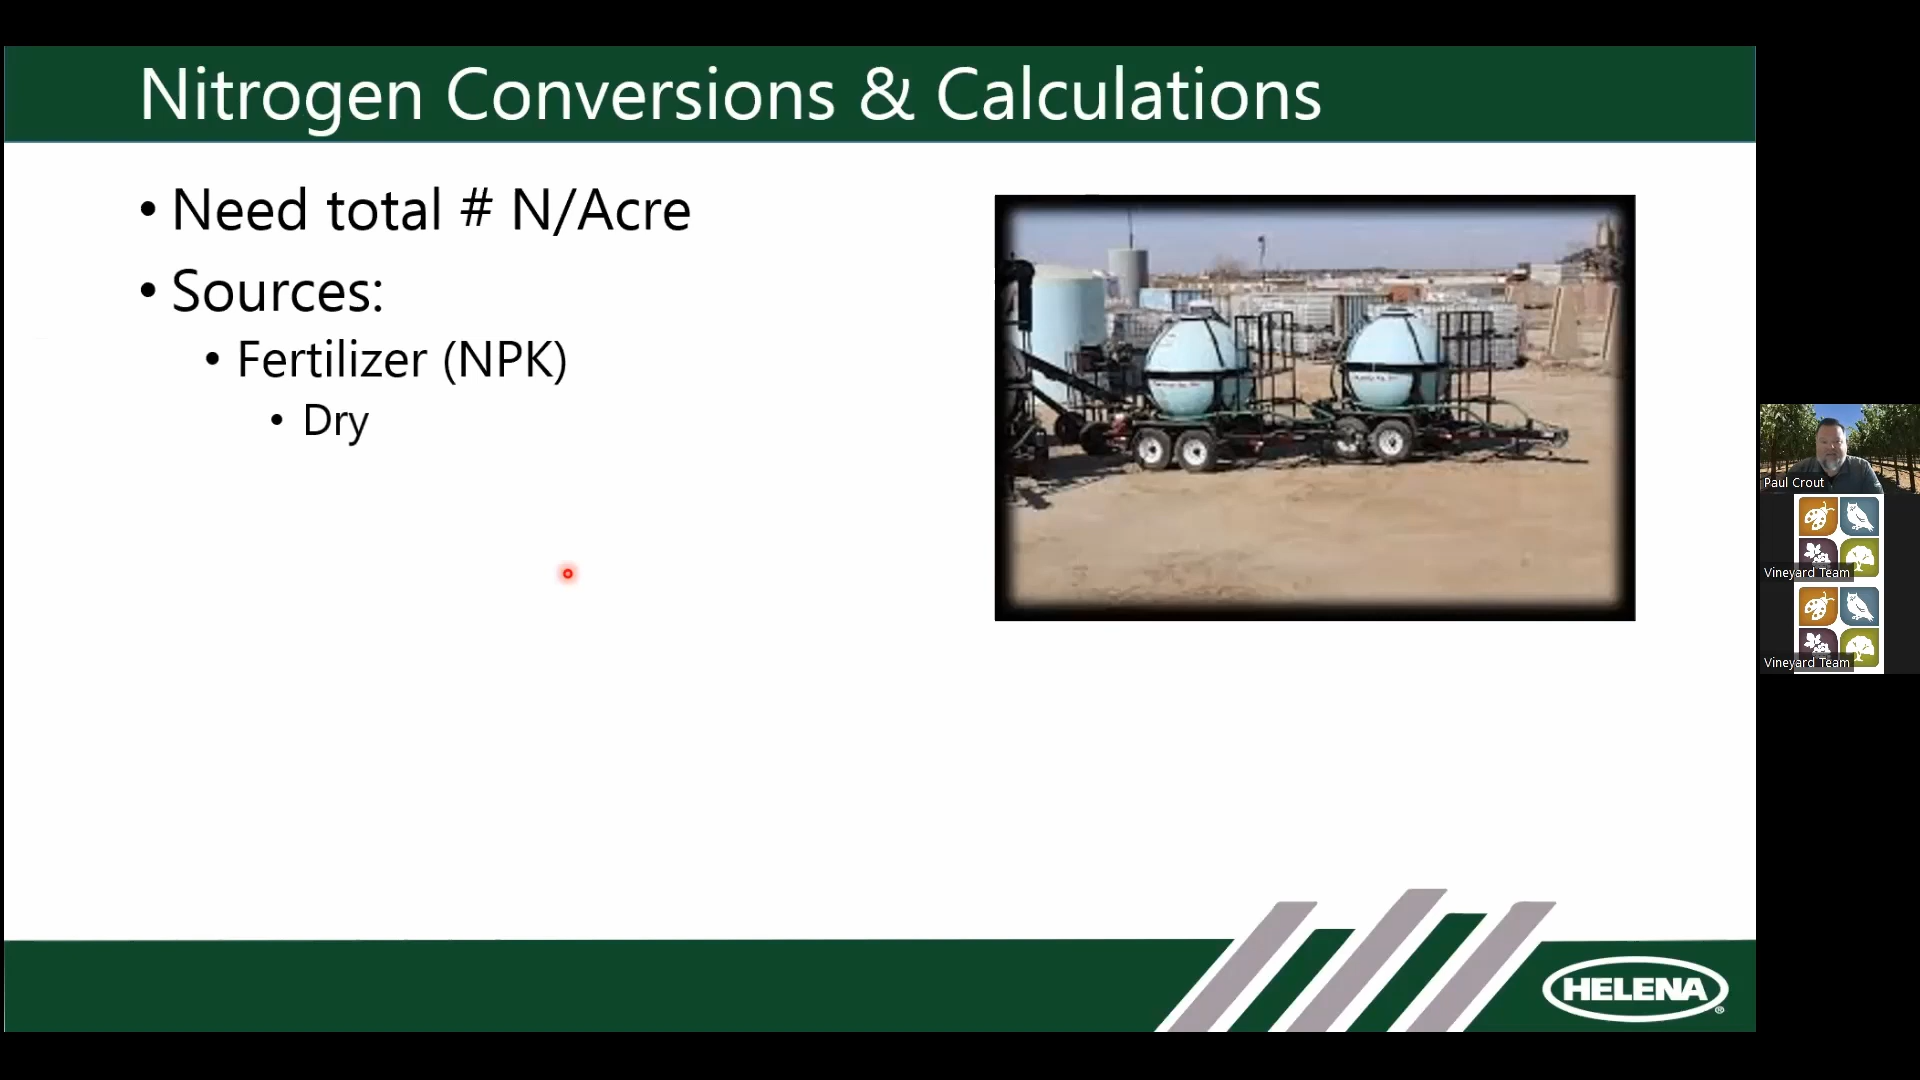 Nitrogen Conversions & Calculations
• Need total # N/Acre
• Sources:
• Fertilizer (NPK)
• Dry
Paul Crout
Vineyard Team
Vineyard Team
HELENA®